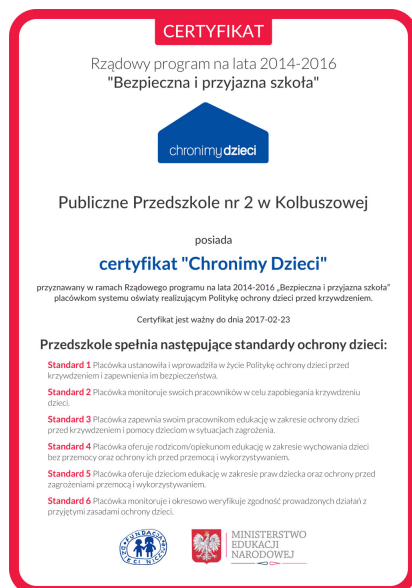 CERTYFIKAT
Rządowy program na lata 2014-2016
"Bezpieczna i przyjazna szkoła"
chronimydzieci
Publiczne Przedszkole nr 2 w Kolbuszowej
posiada
certyfikat "Chronimy Dzieci"
przyznawany w ramach Rządowego programu na lata 2014-2016 „Bezpieczna i przyjazna szkoła”
placówkom systemu oświaty realizującym Politykę ochrony dzieci przed krzywdzeniem.
Certyfikat jest ważny do dnia 2017-02-23
Przedszkole spełnia następujące standardy ochrony dzieci:
Standard 1 Placówka ustanowiła i wprowadziła w życie Politykę ochrony dzieci przed
krzywdzeniem i zapewnienia im bezpieczeństwa.
Standard 2 Placówka monitoruje swoich pracowników w celu zapobiegania krzywdzeniu
dzieci.
Standard 3 Placówka zapewnia swoim pracownikom edukację w zakresie ochrony dzieci
przed krzywdzeniem i pomocy dzieciom w sytuacjach zagrożenia.
Standard 4 Placówka oferuje rodzicom/opiekunom edukację w zakresie wychowania dzieci
bez przemocy oraz ochrony ich przed przemocą i wykorzystywaniem.
Standard 5 Placówka oferuje dzieciom edukację w zakresie praw dziecka oraz ochrony przed
zagrożeniami przemocą i wykorzystywaniem.
Standard 6 Placówka monitoruje i okresowo weryfikuje zgodność prowadzonych działań z
przyjętymi zasadami ochrony dzieci.
FUNDACJA
DZIECI NICZYJE
MINISTERSTWO
EDUKACJI
NARODOWEJ